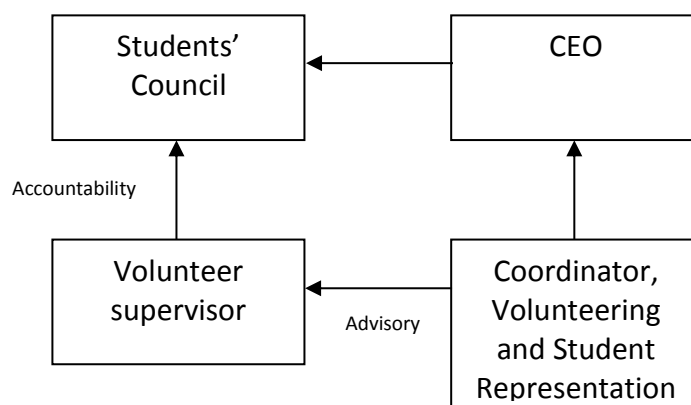 Students’
Council
CEO
Accountability
Volunteer
supervisor
Advisory
Coordinator,
Volunteering
and Student
Representation